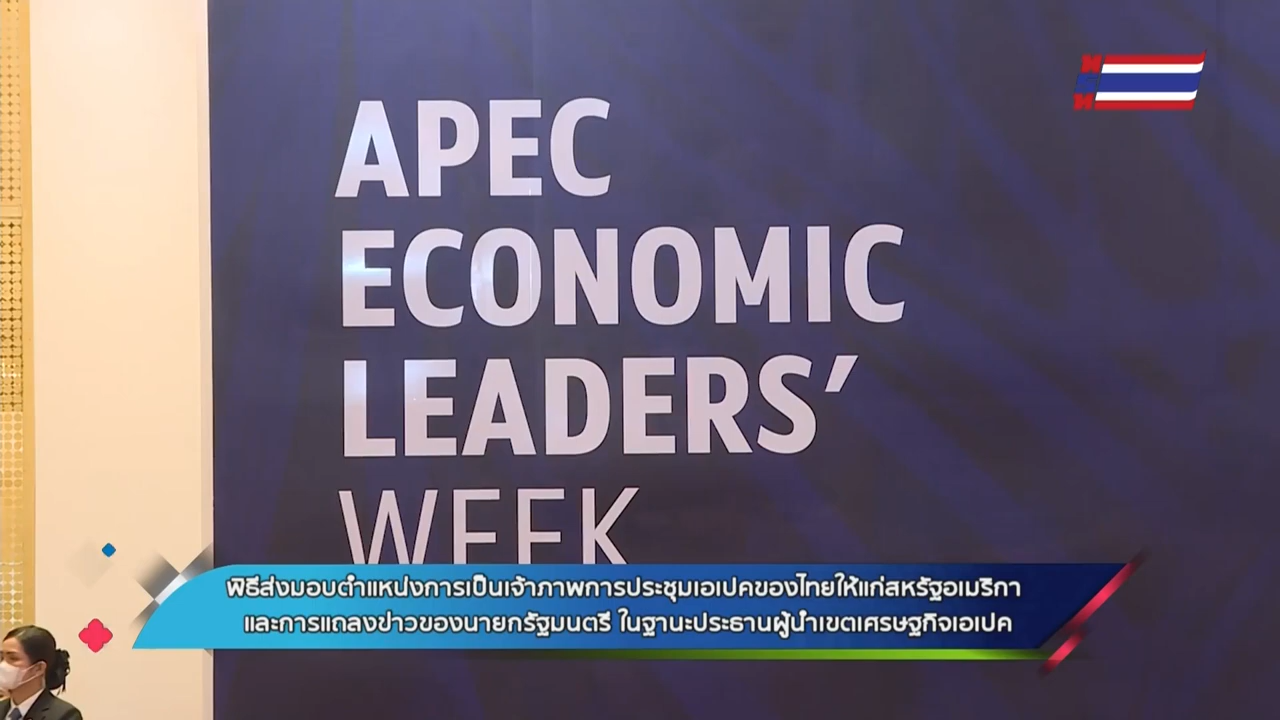 APEC
ECONOMIC
LEADERS'
WEEK
พิธีส่งมอบตำแหน่งการเป็นเจ้าภาพการประชุมเอเปคของไทยให้แก่สหรัฐอเมริกา
และการแถลงข่าวของนายกรัฐมนตรี ในฐานะประธานผู้นำเขตเศรษฐกิจเอเปค